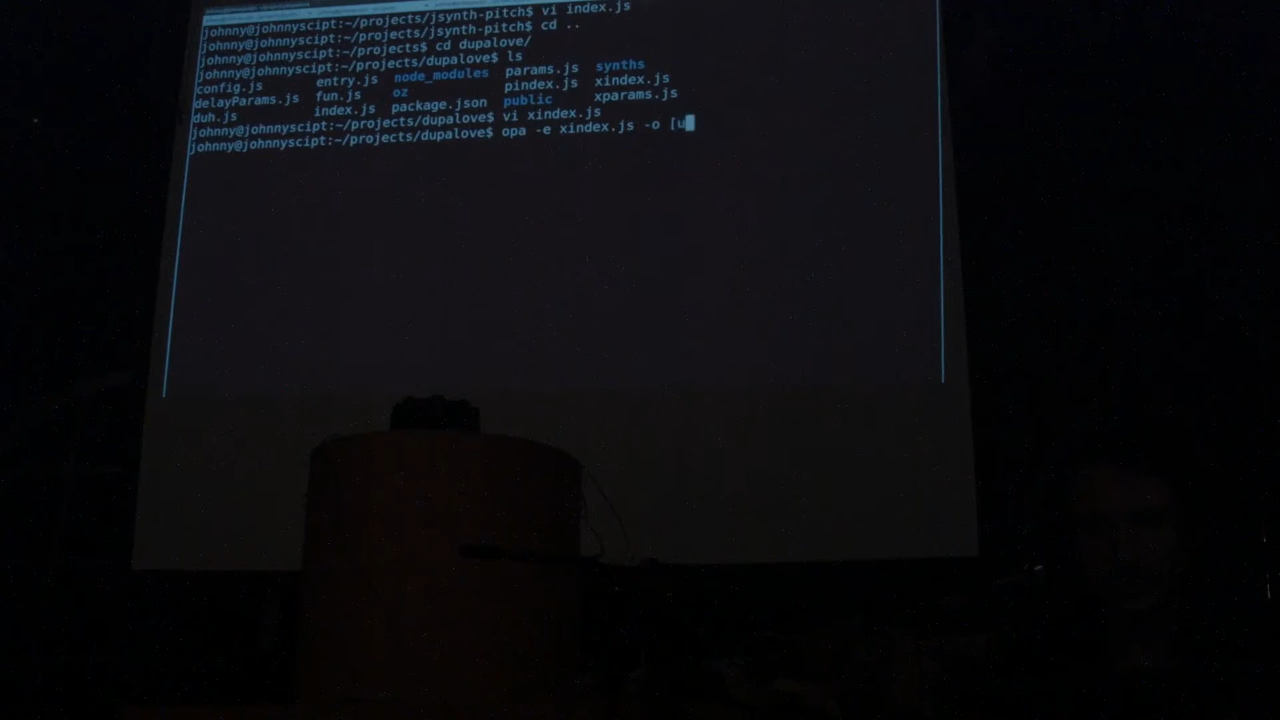 johnny@johnnyscipt:~/projects/jsynth-pitch$ vi index.js
johnny@johnnyscipt:~/projects/jsynth-pitch$ cd ..
johnny@johnnyscipt:~/projects$ cd dupalove/
johnny@johnnyscipt:~/projects/dupalove$ ls
config.js entry.js node_modules params.js synths
delayParams.js fun.js oz pindex.js xindex.js
duh.js index.js package.json public xparams.js
johnny@johnnyscipt:~/projects/dupalove$ vi xindex.js
johnny@johnnyscipt:~/projects/dupalove$ opa -e xindex.js -o [u